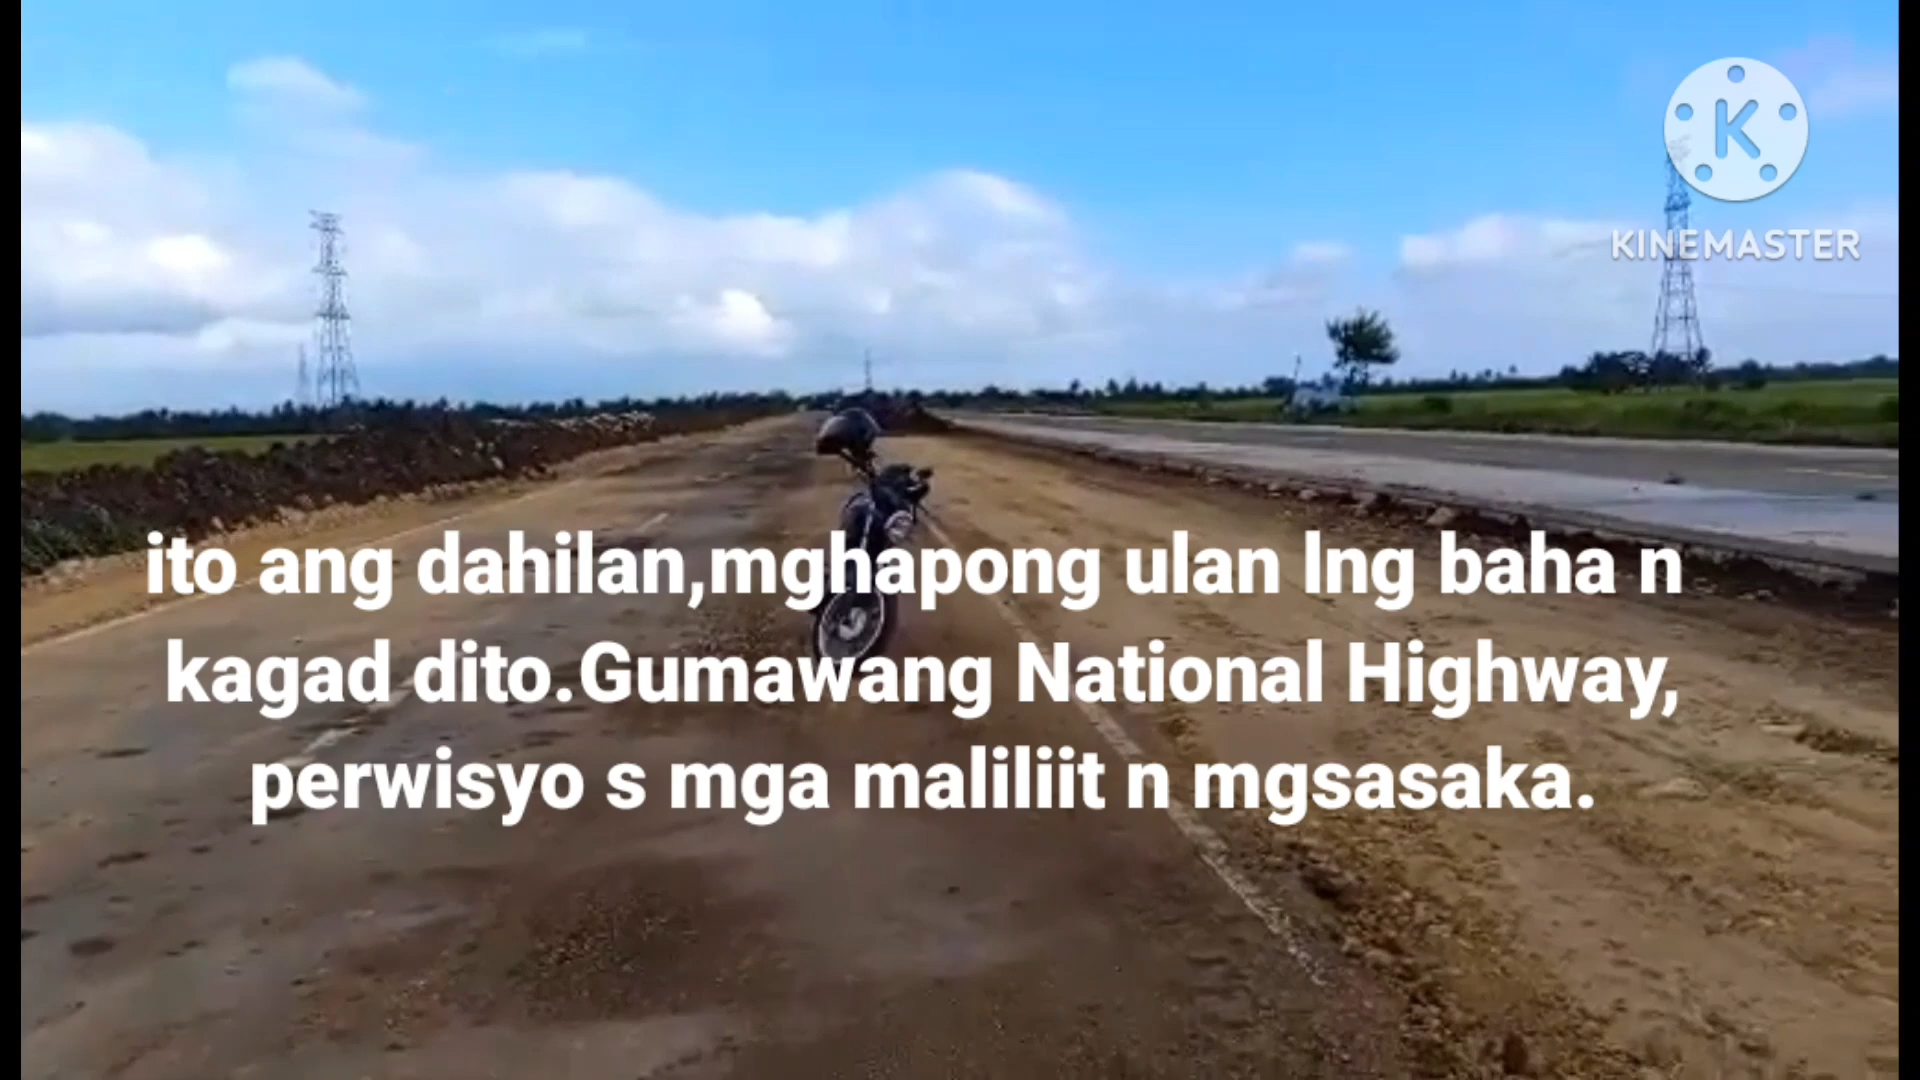 K
KINEMASTER
ito ang dahilan,mghapong ulan lng baha n
kagad dito.Gumawang National Highway,
perwisyo s mga maliliit n mgsasaka.